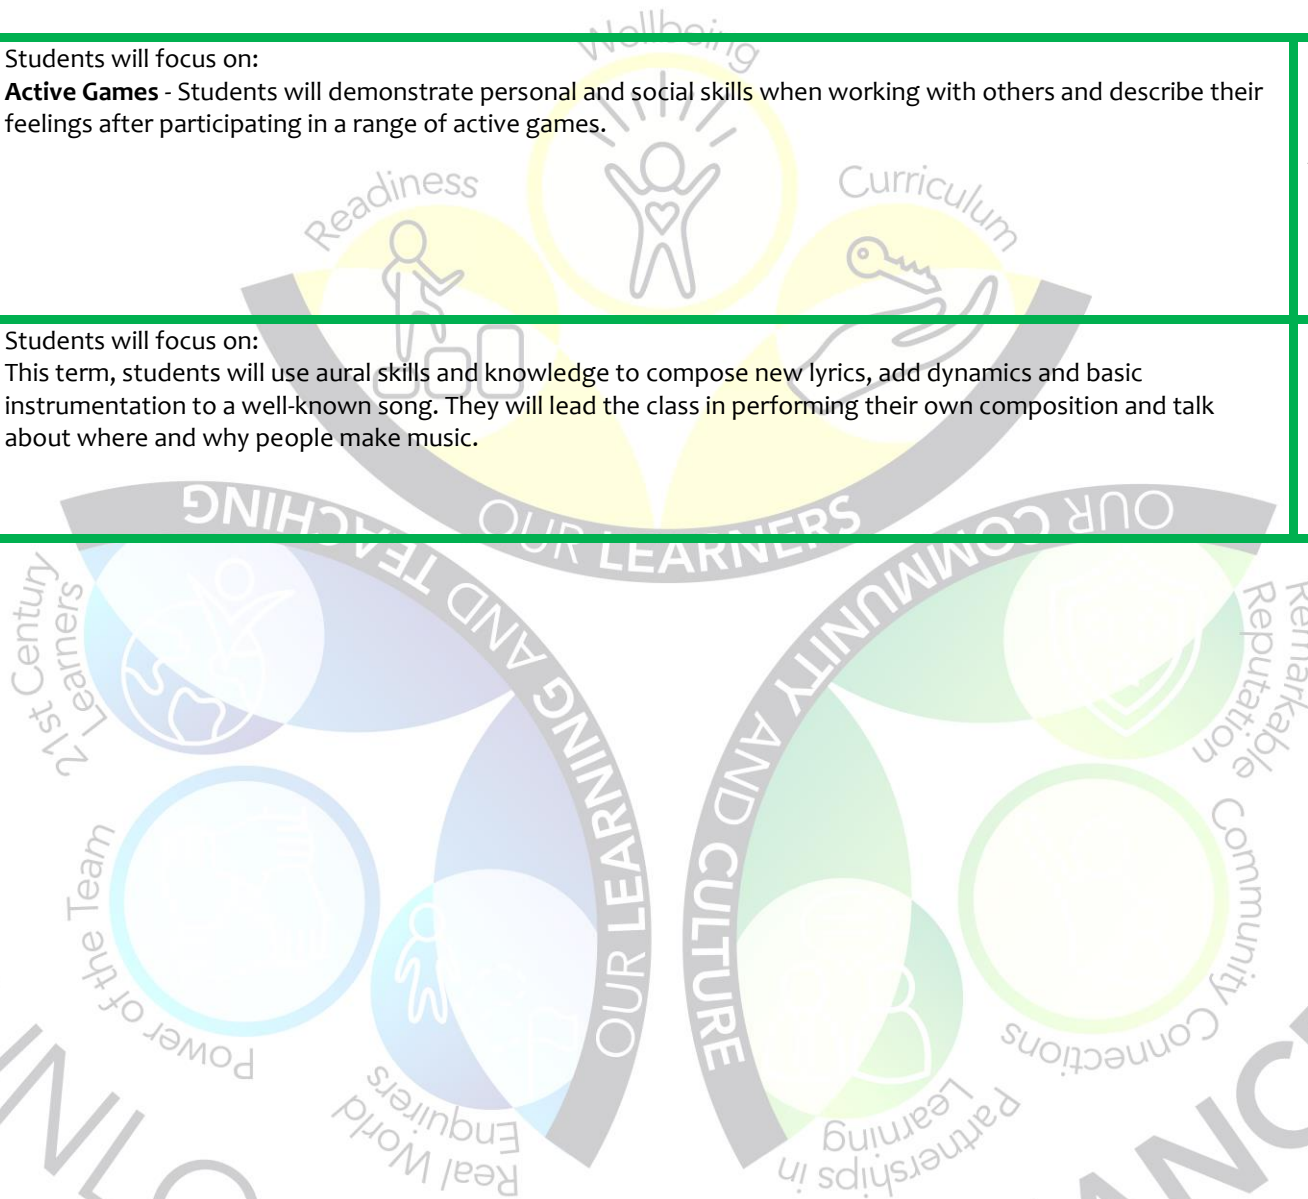 Wellbeing
Students will focus on:
Active Games - Students will demonstrate personal and social skills when working with others and describe their
feelings after participating in a range of active games.
Readiness
Curriculum
Students will focus on:
This term, students will use aural skills and knowledge to compose new lyrics, add dynamics and basic
instrumentation to a well-known song. They will lead the class in performing their own composition and talk
about where and why people make music.
OUR LEARNERS
OUR LEARNING AND TEACHING
OUR COMMUNITY AND CULTURE
21st Century
Learners
Remarkable
Reputation
Power of the Team
Community Connections
Real World
Enquirers
Partnerships in
Learning